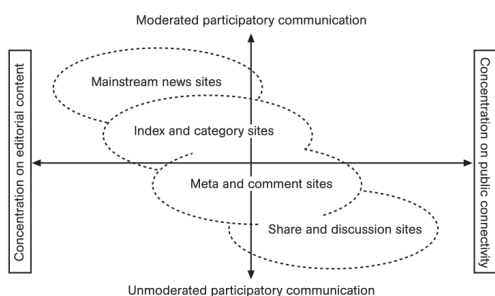 Moderated participatory communication
Concentration on editorial content
Concentration on public connectivity
Mainstream news sites
Index and category sites
Meta and comment sites
Share and discussion sites
Unmoderated participatory communication